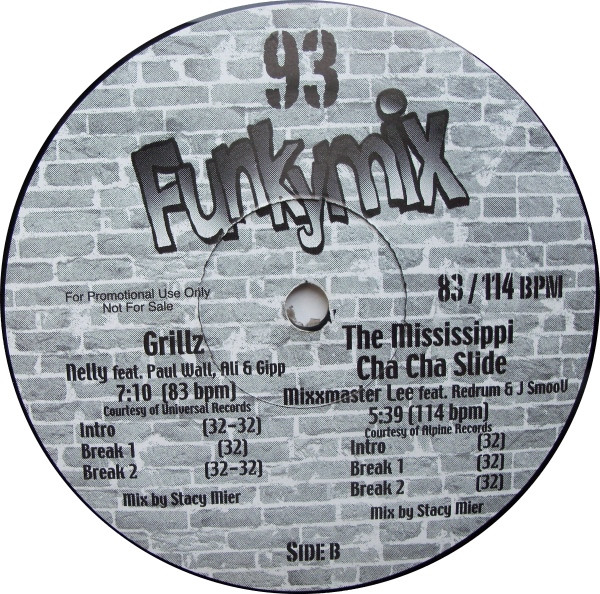 93
Funkymix
83 / 114 BPM
For Promotional Use Only
Not For Sale
Grillz
Nelly feat. Paul Wall, Ali & Gipp
7:10 (83 bpm)
Courtesy of Universal Records
Intro (32-32)
Break 1 (32)
Break 2 (32-32)
Mix by Stacy Mier
The Mississippi
Cha Cha Slide
Mixxmaster Lee feat. Redrum & J SmooV
5:39 (114 bpm)
Courtesy of Alpine Records
Intro (32)
Break 1 (32)
Break 2 (32)
Mix by Stacy Mier
SIDE B